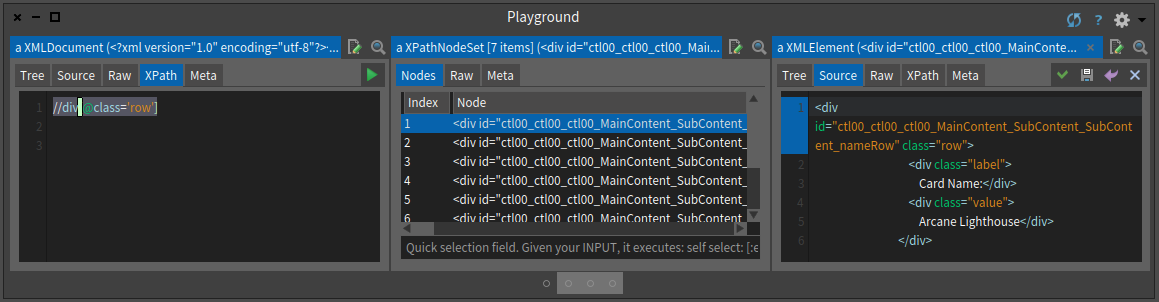 Playground
a XMLDocument (<?xml version="1.0" encoding="utf-8"?>·
Tree Source Raw XPath Meta
1 //div[@class='row']
2
3
a XPathNodeSet [7 items] (<div id="ctl00_ctl00_ctl00_Main...
Nodes Raw Meta
Index Node
1 <div id="ctl00_ctl00_ctl00_MainContent_SubContent_
2 <div id="ctl00_ctl00_ctl00_MainContent_SubContent_
3 <div id="ctl00_ctl00_ctl00_MainContent_SubContent_
4 <div id="ctl00_ctl00_ctl00_MainContent_SubContent_
5 <div id="ctl00_ctl00_ctl00_MainContent_SubContent_
6 <div id="ctl00_ctl00_ctl00_MainContent_SubContent_
Quick selection field. Given your INPUT, it executes: self select: [:e
a XMLElement (<div id="ctl00_ctl00_ctl00_MainConte...
Tree Source Raw XPath Meta
1 <div
id="ctl00_ctl00_ctl00_MainContent_SubContent_SubCont
ent_nameRow" class="row">
2 <div class="label">
3 Card Name:</div>
4 <div class="value">
5 Arcane Lighthouse</div>
6 </div>